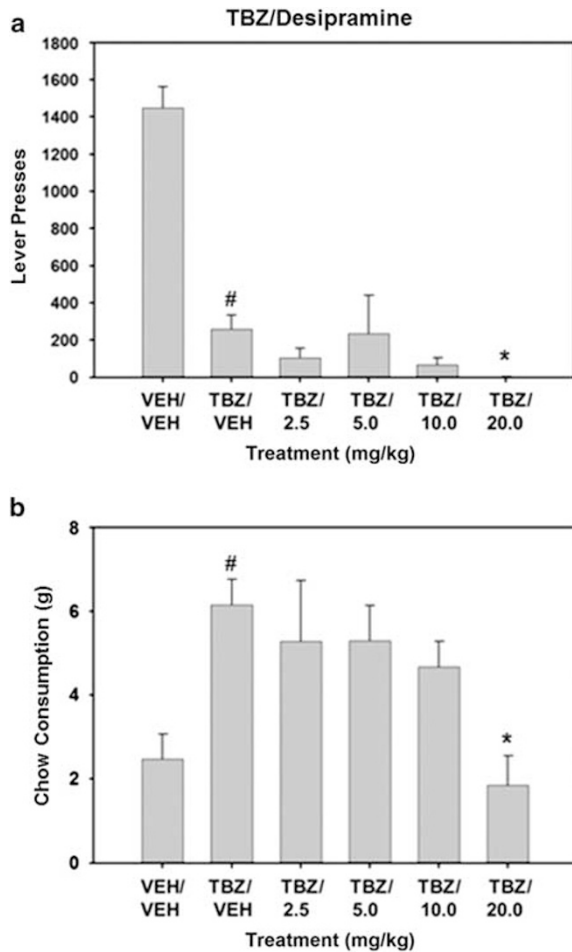 a
TBZ/Desipramine
1800
1600
1400
1200
1000
800
600
400
200
0
Lever Presses
#
*
VEH/ TBZ/ TBZ/ TBZ/ TBZ/ TBZ/
VEH VEH 2.5 5.0 10.0 20.0
Treatment (mg/kg)
b
8
6
4
2
0
Chow Consumption (g)
#
*
VEH/ TBZ/ TBZ/ TBZ/ TBZ/ TBZ/
VEH VEH 2.5 5.0 10.0 20.0
Treatment (mg/kg)